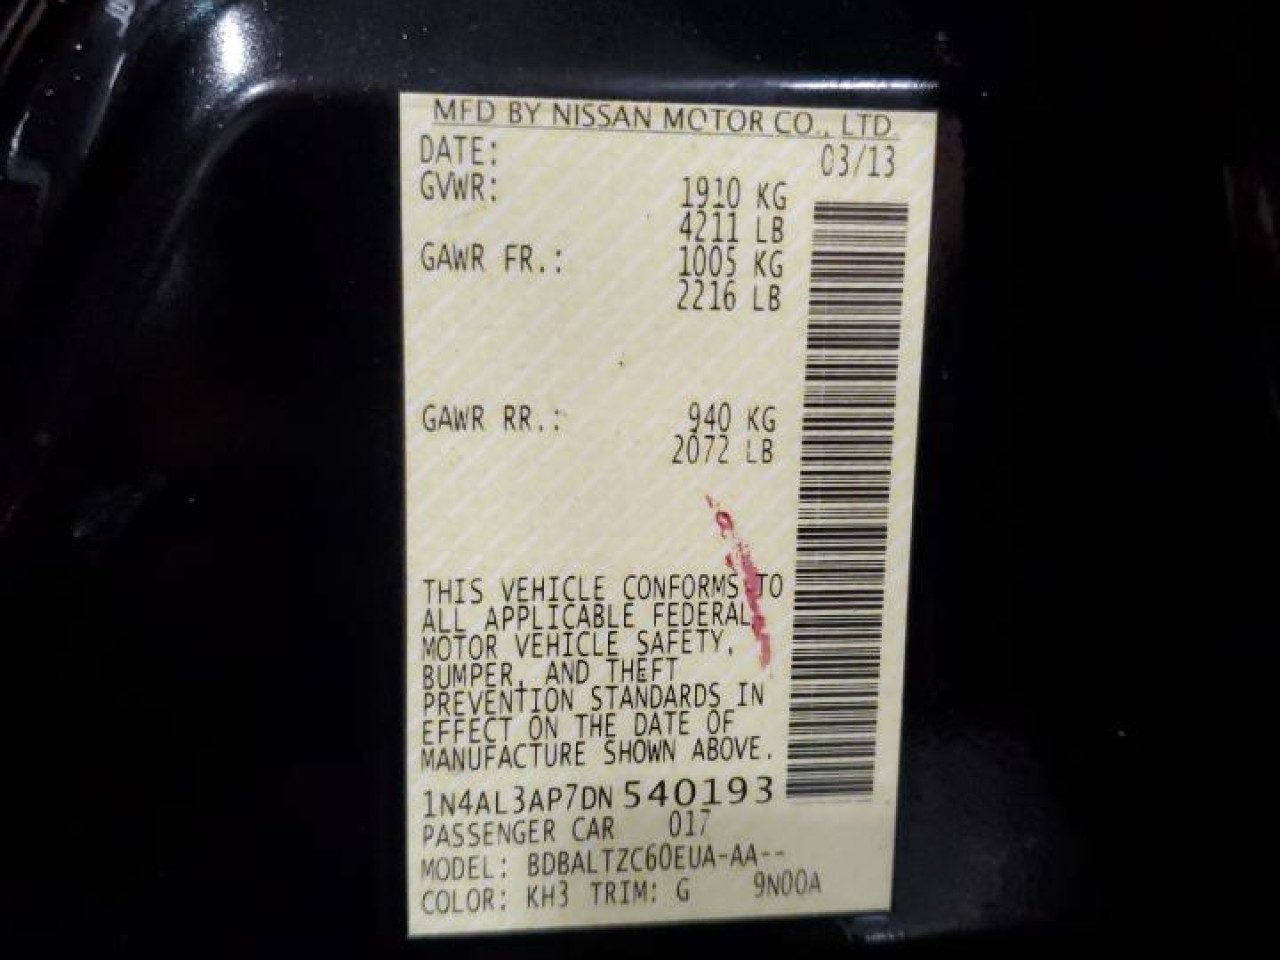 MFD BY NISSAN MOTOR CO., LTD.
DATE: 03/13
GVWR: 1910 KG
4211 LB
GAWR FR.: 1005 KG
2216 LB
GAWR RR.: 940 KG
2072 LB
THIS VEHICLE CONFORMS TO
ALL APPLICABLE FEDERAL
MOTOR VEHICLE SAFETY,
BUMPER, AND THEFT
PREVENTION STANDARDS IN
EFFECT ON THE DATE OF
MANUFACTURE SHOWN ABOVE.
1N4AL3AP7DN540193
PASSENGER CAR 017
MODEL: BDBALTZC60EUA-AA--
COLOR: KH3 TRIM: G 9N00A